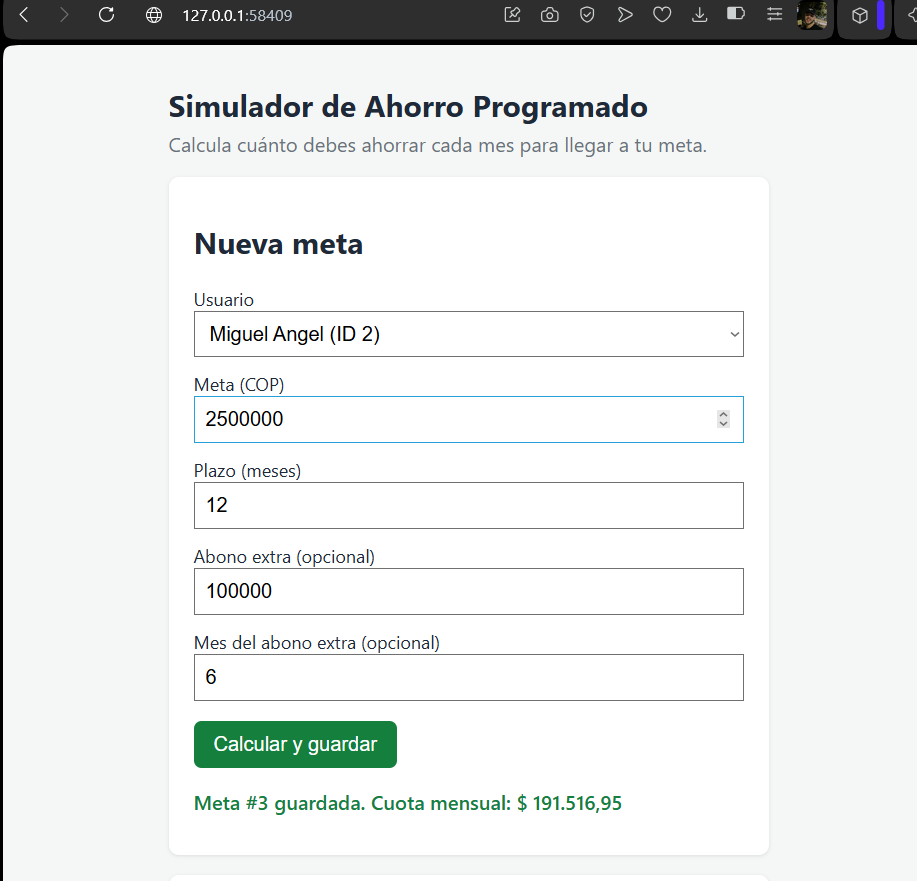 127.0.0.1:58409
Simulador de Ahorro Programado
Calcula cuánto debes ahorrar cada mes para llegar a tu meta.
Nueva meta
Usuario
Miguel Angel (ID 2)
Meta (COP)
2500000
Plazo (meses)
12
Abono extra (opcional)
100000
Mes del abono extra (opcional)
6
Calcular y guardar
Meta #3 guardada. Cuota mensual: $ 191.516,95